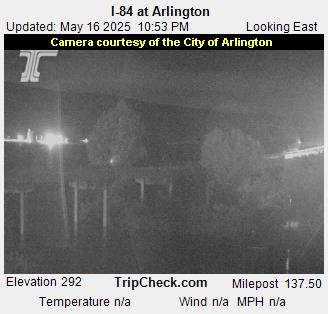 I-84 at Arlington
Updated: May 16 2025 10:53 PM Looking East
Camera courtesy of the City of Arlington
Elevation 292 TripCheck.com Milepost 137.50
Temperature n/a Wind n/a MPH n/a